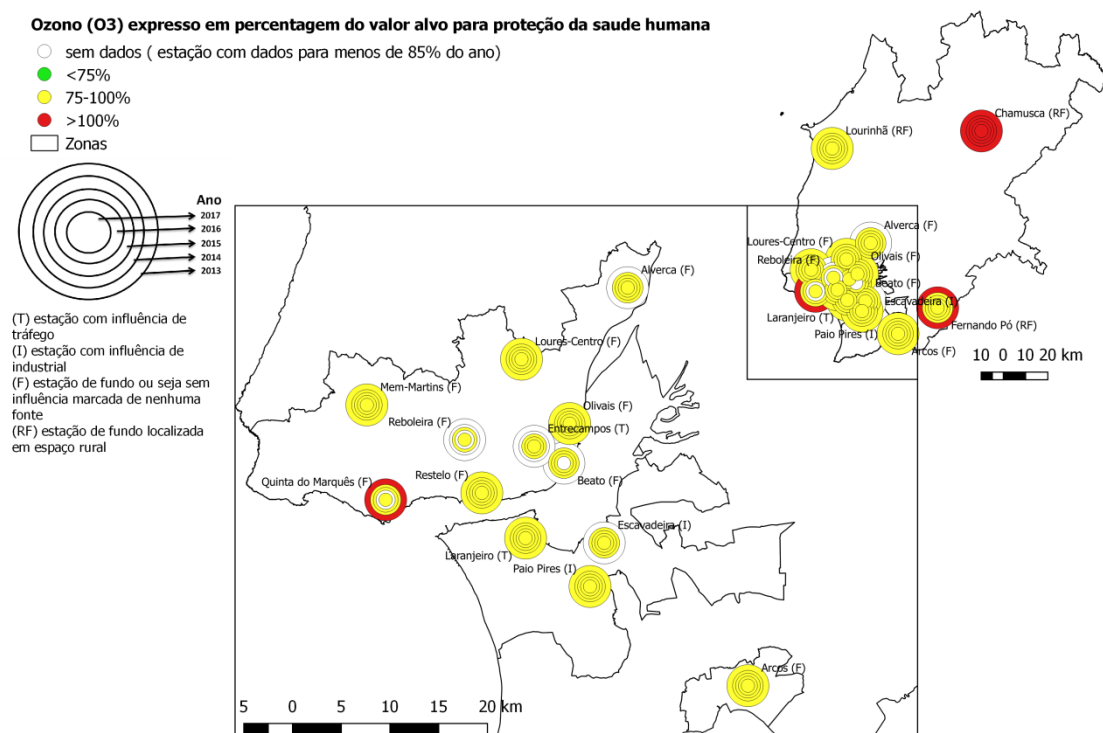 Ozono (O3) expresso em percentagem do valor alvo para proteção da saude humana
sem dados ( estação com dados para menos de 85% do ano)
<75%
75-100%
>100%
Zonas
Ano
2017
2016
2015
2014
2013
(T) estação com influência de
tráfego
(I) estação com influência de
industrial
(F) estação de fundo ou seja sem
influência marcada de nenhuma
fonte
(RF) estação de fundo localizada
em espaço rural
Chamusca (RF)
Lourinhã (RF)
Alverca (F)
Loures-Centro (F)
Olivais (F)
Reboleira (F)
Beato (F)
Escavadeira (I)
Laranjeiro (T)
Fernando Pó (RF)
Paio Pires (I)
Arcos (F)
10 0 10 20 km
Alverca (F)
Loures-Centro (F)
Mem-Martins (F)
Olivais (F)
Reboleira (F)
Entrecampos (T)
Restelo (F)
Beato (F)
Quinta do Marquês (F)
Escavadeira (I)
Laranjeiro (T)
Paio Pires (I)
Arcos (F)
5 0 5 10 15 20 km